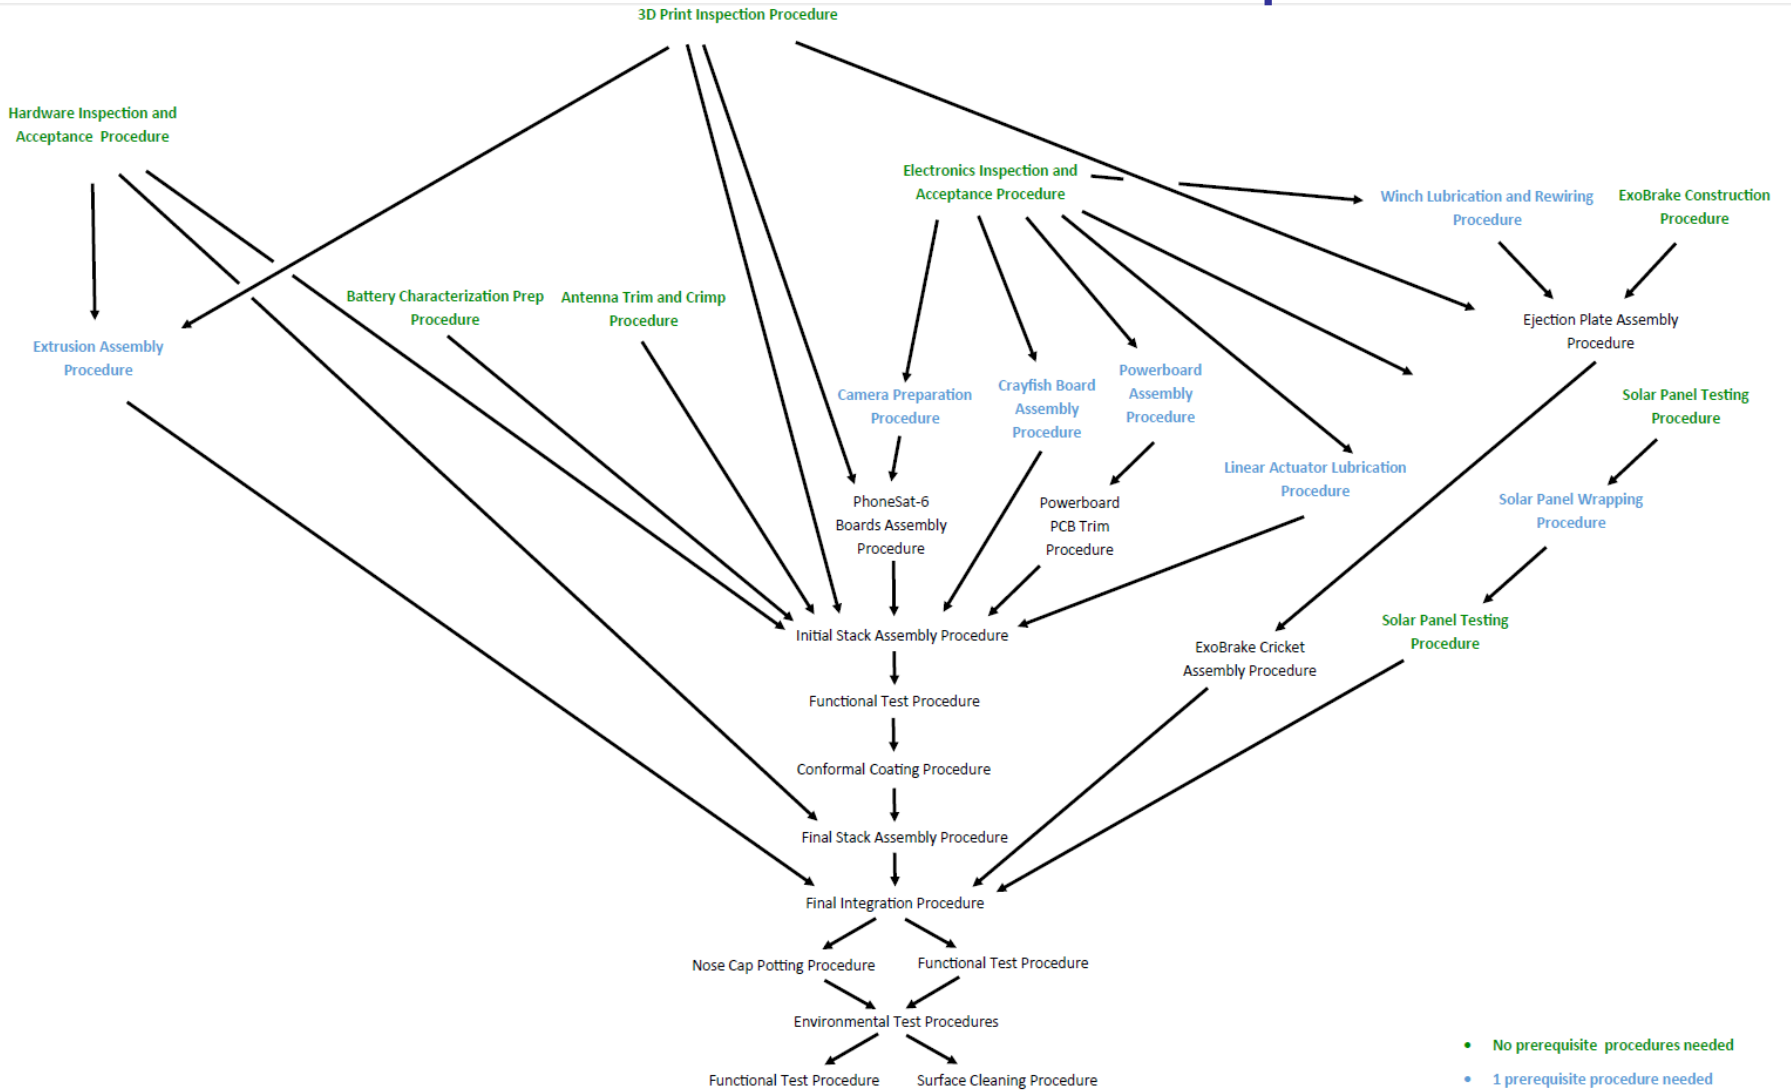 3D Print Inspection Procedure
Hardware Inspection and
Acceptance Procedure
Electronics Inspection and
Acceptance Procedure
Winch Lubrication and Rewiring
Procedure
ExoBrake Construction
Procedure
Battery Characterization Prep
Procedure
Antenna Trim and Crimp
Procedure
Ejection Plate Assembly
Procedure
Extrusion Assembly
Procedure
Camera Preparation
Procedure
Crayfish Board
Assembly
Procedure
Powerboard
Assembly
Procedure
Solar Panel Testing
Procedure
Linear Actuator Lubrication
Procedure
PhoneSat-6
Boards Assembly
Procedure
Powerboard
PCB Trim
Procedure
Solar Panel Wrapping
Procedure
Initial Stack Assembly Procedure
ExoBrake Cricket
Assembly Procedure
Solar Panel Testing
Procedure
Functional Test Procedure
Conformal Coating Procedure
Final Stack Assembly Procedure
Final Integration Procedure
Nose Cap Potting Procedure
Functional Test Procedure
Environmental Test Procedures
Functional Test Procedure
Surface Cleaning Procedure
• No prerequisite procedures needed
• 1 prerequisite procedure needed